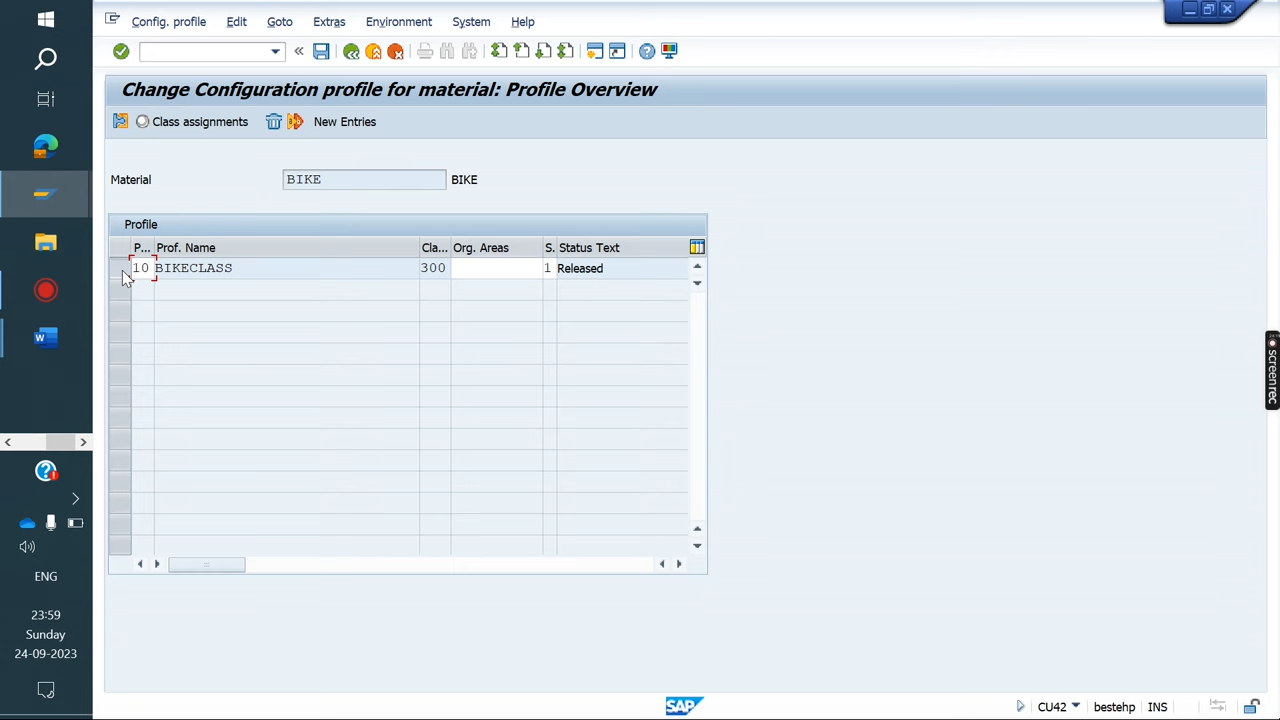 Config. profile Edit Goto Extras Environment System Help
Change Configuration profile for material: Profile Overview
Class assignments New Entries
Material BIKE BIKE
Profile
P... Prof. Name Cla... Org. Areas S. Status Text
10 BIKECLASS 300 1 Released
screenrec
ENG
23:59
Sunday
24-09-2023
SAP CU42 bestehp INS